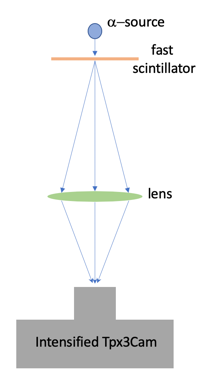 α−source
fast
scintillator
lens
Intensified Tpx3Cam